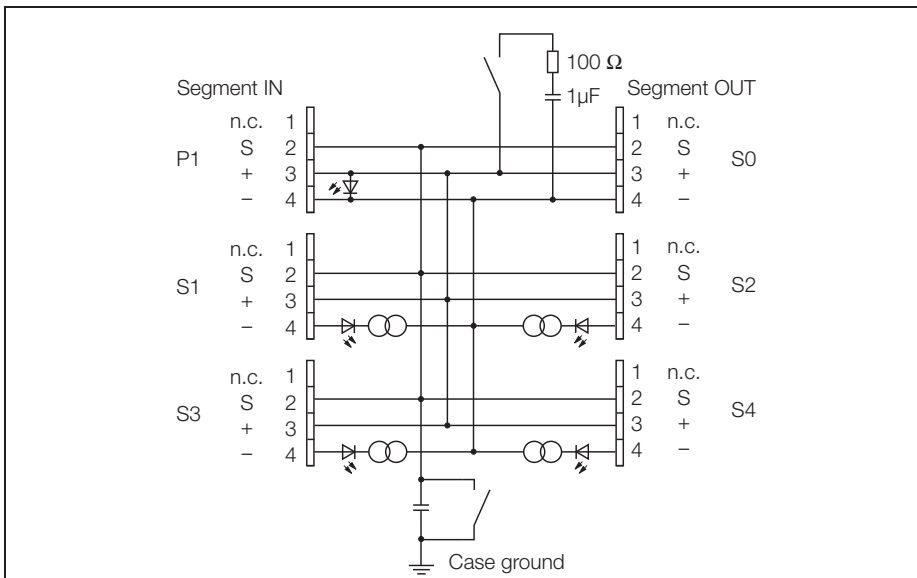 100 Ω
1µF
Segment IN
Segment OUT
n.c. 1
1 n.c.
P1 S 2
2 S S0
+ 3
3 +
− 4
4 −
n.c. 1
1 n.c.
S1 S 2
2 S S2
+ 3
3 +
− 4
4 −
n.c. 1
1 n.c.
S3 S 2
2 S S4
+ 3
3 +
− 4
4 −
Case ground